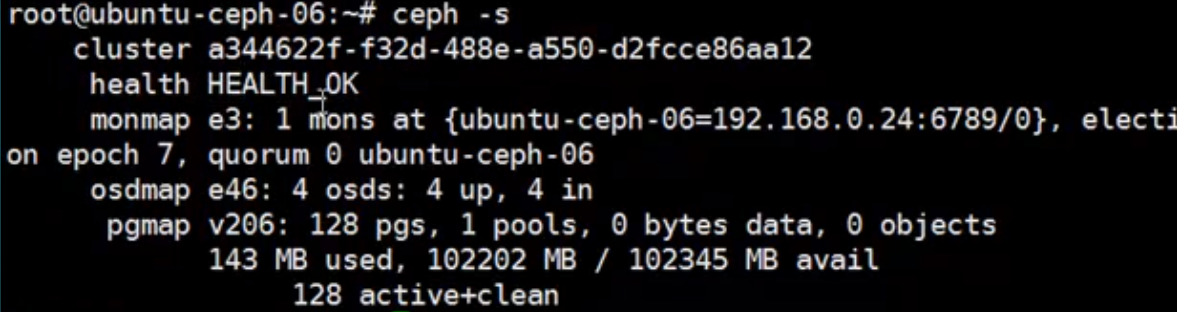 root@ubuntu-ceph-06:~# ceph -s
    cluster a344622f-f32d-488e-a550-d2fcce86aa12
     health HEALTH_OK
     monmap e3: 1 mons at {ubuntu-ceph-06=192.168.0.24:6789/0}, electi
on epoch 7, quorum 0 ubuntu-ceph-06
     osdmap e46: 4 osds: 4 up, 4 in
      pgmap v206: 128 pgs, 1 pools, 0 bytes data, 0 objects
            143 MB used, 102202 MB / 102345 MB avail
                 128 active+clean